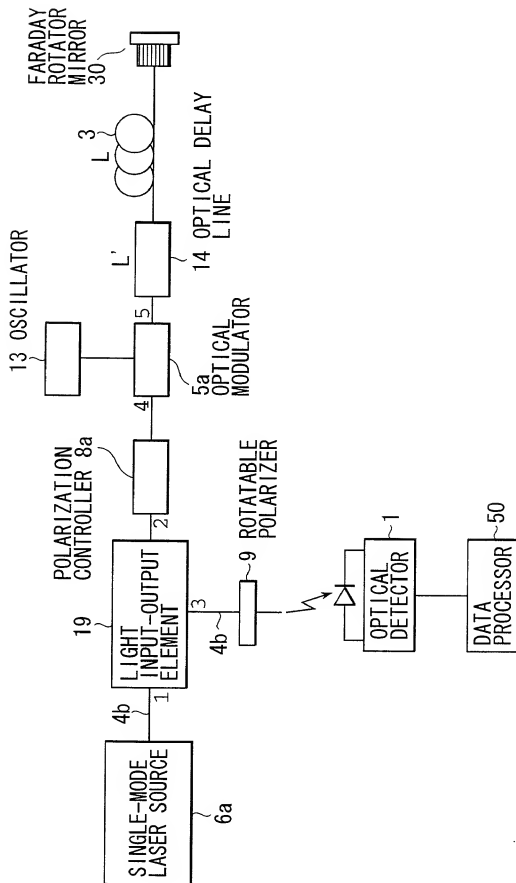 SINGLE-MODE
LASER SOURCE
6a
4b
1
19
LIGHT
INPUT-OUTPUT
ELEMENT
2
3
4b
9 ROTATABLE
POLARIZER
POLARIZATION
CONTROLLER 8a
4
5
5a
OPTICAL
MODULATOR
13 OSCILLATOR
L'
14 OPTICAL DELAY
LINE
L
3
FARADAY
ROTATOR
MIRROR
30
OPTICAL
DETECTOR
1
DATA
PROCESSOR
50